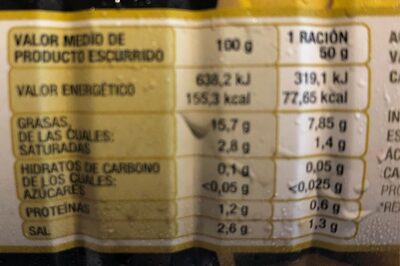 VALOR MEDIO DE PRODUCTO ESCURRIDO 100 g 1 RACIÓN 50 g
VALOR ENERGÉTICO 638,2 kJ 319,1 kJ
155,3 kcal 77,65 kcal
GRASAS, 15,7 g 7,85 g
DE LAS CUALES:
SATURADAS 2,8 g 1,4 g
HIDRATOS DE CARBONO 0,1 g 0,05 g
DE LOS CUALES:
AZÚCARES <0,05 g <0,025 g
PROTEÍNAS 1,2 g 0,6 g
SAL 2,6 g 1,3 g